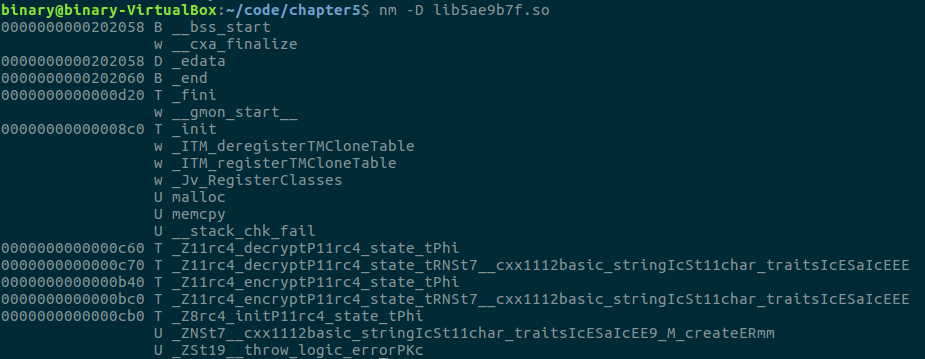 binary@binary-VirtualBox:~/code/chapter5$ nm -D lib5ae9b7f.so
0000000000202058 B __bss_start
                 w __cxa_finalize
0000000000202058 D _edata
0000000000202060 B _end
0000000000000d20 T _fini
                 w __gmon_start__
00000000000008c0 T _init
                 w _ITM_deregisterTMCloneTable
                 w _ITM_registerTMCloneTable
                 w _Jv_RegisterClasses
                 U malloc
                 U memcpy
                 U __stack_chk_fail
0000000000000c60 T _Z11rc4_decryptP11rc4_state_tPhi
0000000000000c70 T _Z11rc4_decryptP11rc4_state_tRNSt7__cxx1112basic_stringIcSt11char_traitsIcESaIcEEE
0000000000000b40 T _Z11rc4_encryptP11rc4_state_tPhi
0000000000000bc0 T _Z11rc4_encryptP11rc4_state_tRNSt7__cxx1112basic_stringIcSt11char_traitsIcESaIcEEE
0000000000000cb0 T _Z8rc4_initP11rc4_state_tPhi
                 U _ZNSt7__cxx1112basic_stringIcSt11char_traitsIcESaIcEE9_M_createERmm
                 U _ZSt19__throw_logic_errorPKc